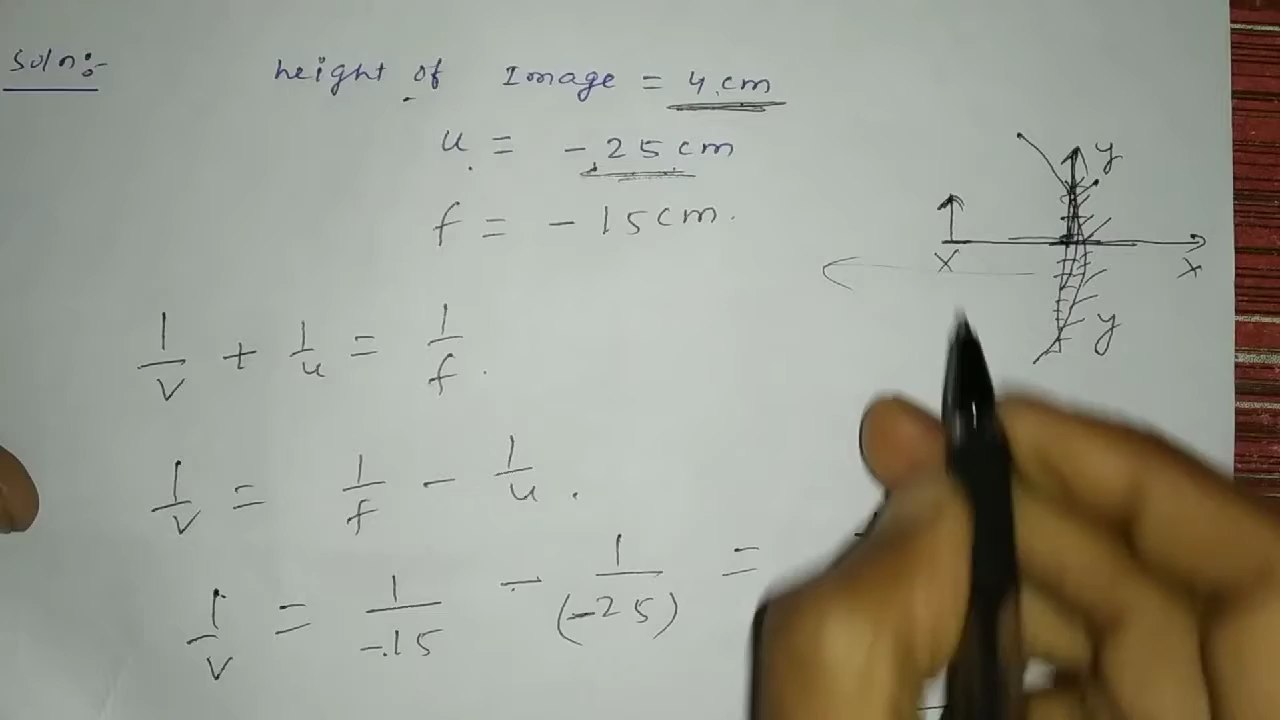 Soln:-
height of Image = 4 cm
u = -25 cm
f = -15 cm.
y
X
X
y
1/v + 1/u = 1/f.
1/v = 1/f - 1/u.
1/v = 1/-15 - 1/(-25) =